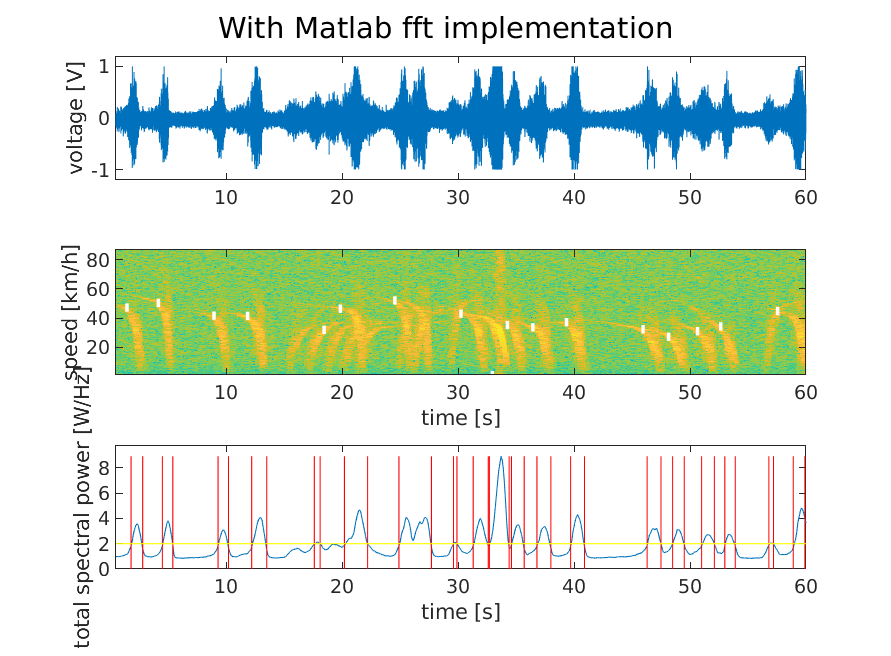 With Matlab fft implementation
voltage [V]
1
0
-1
10 20 30 40 50 60
speed [km/h]
80
60
40
20
10 20 30 40 50 60
time [s]
total spectral power [W/Hz]
8
6
4
2
0
10 20 30 40 50 60
time [s]